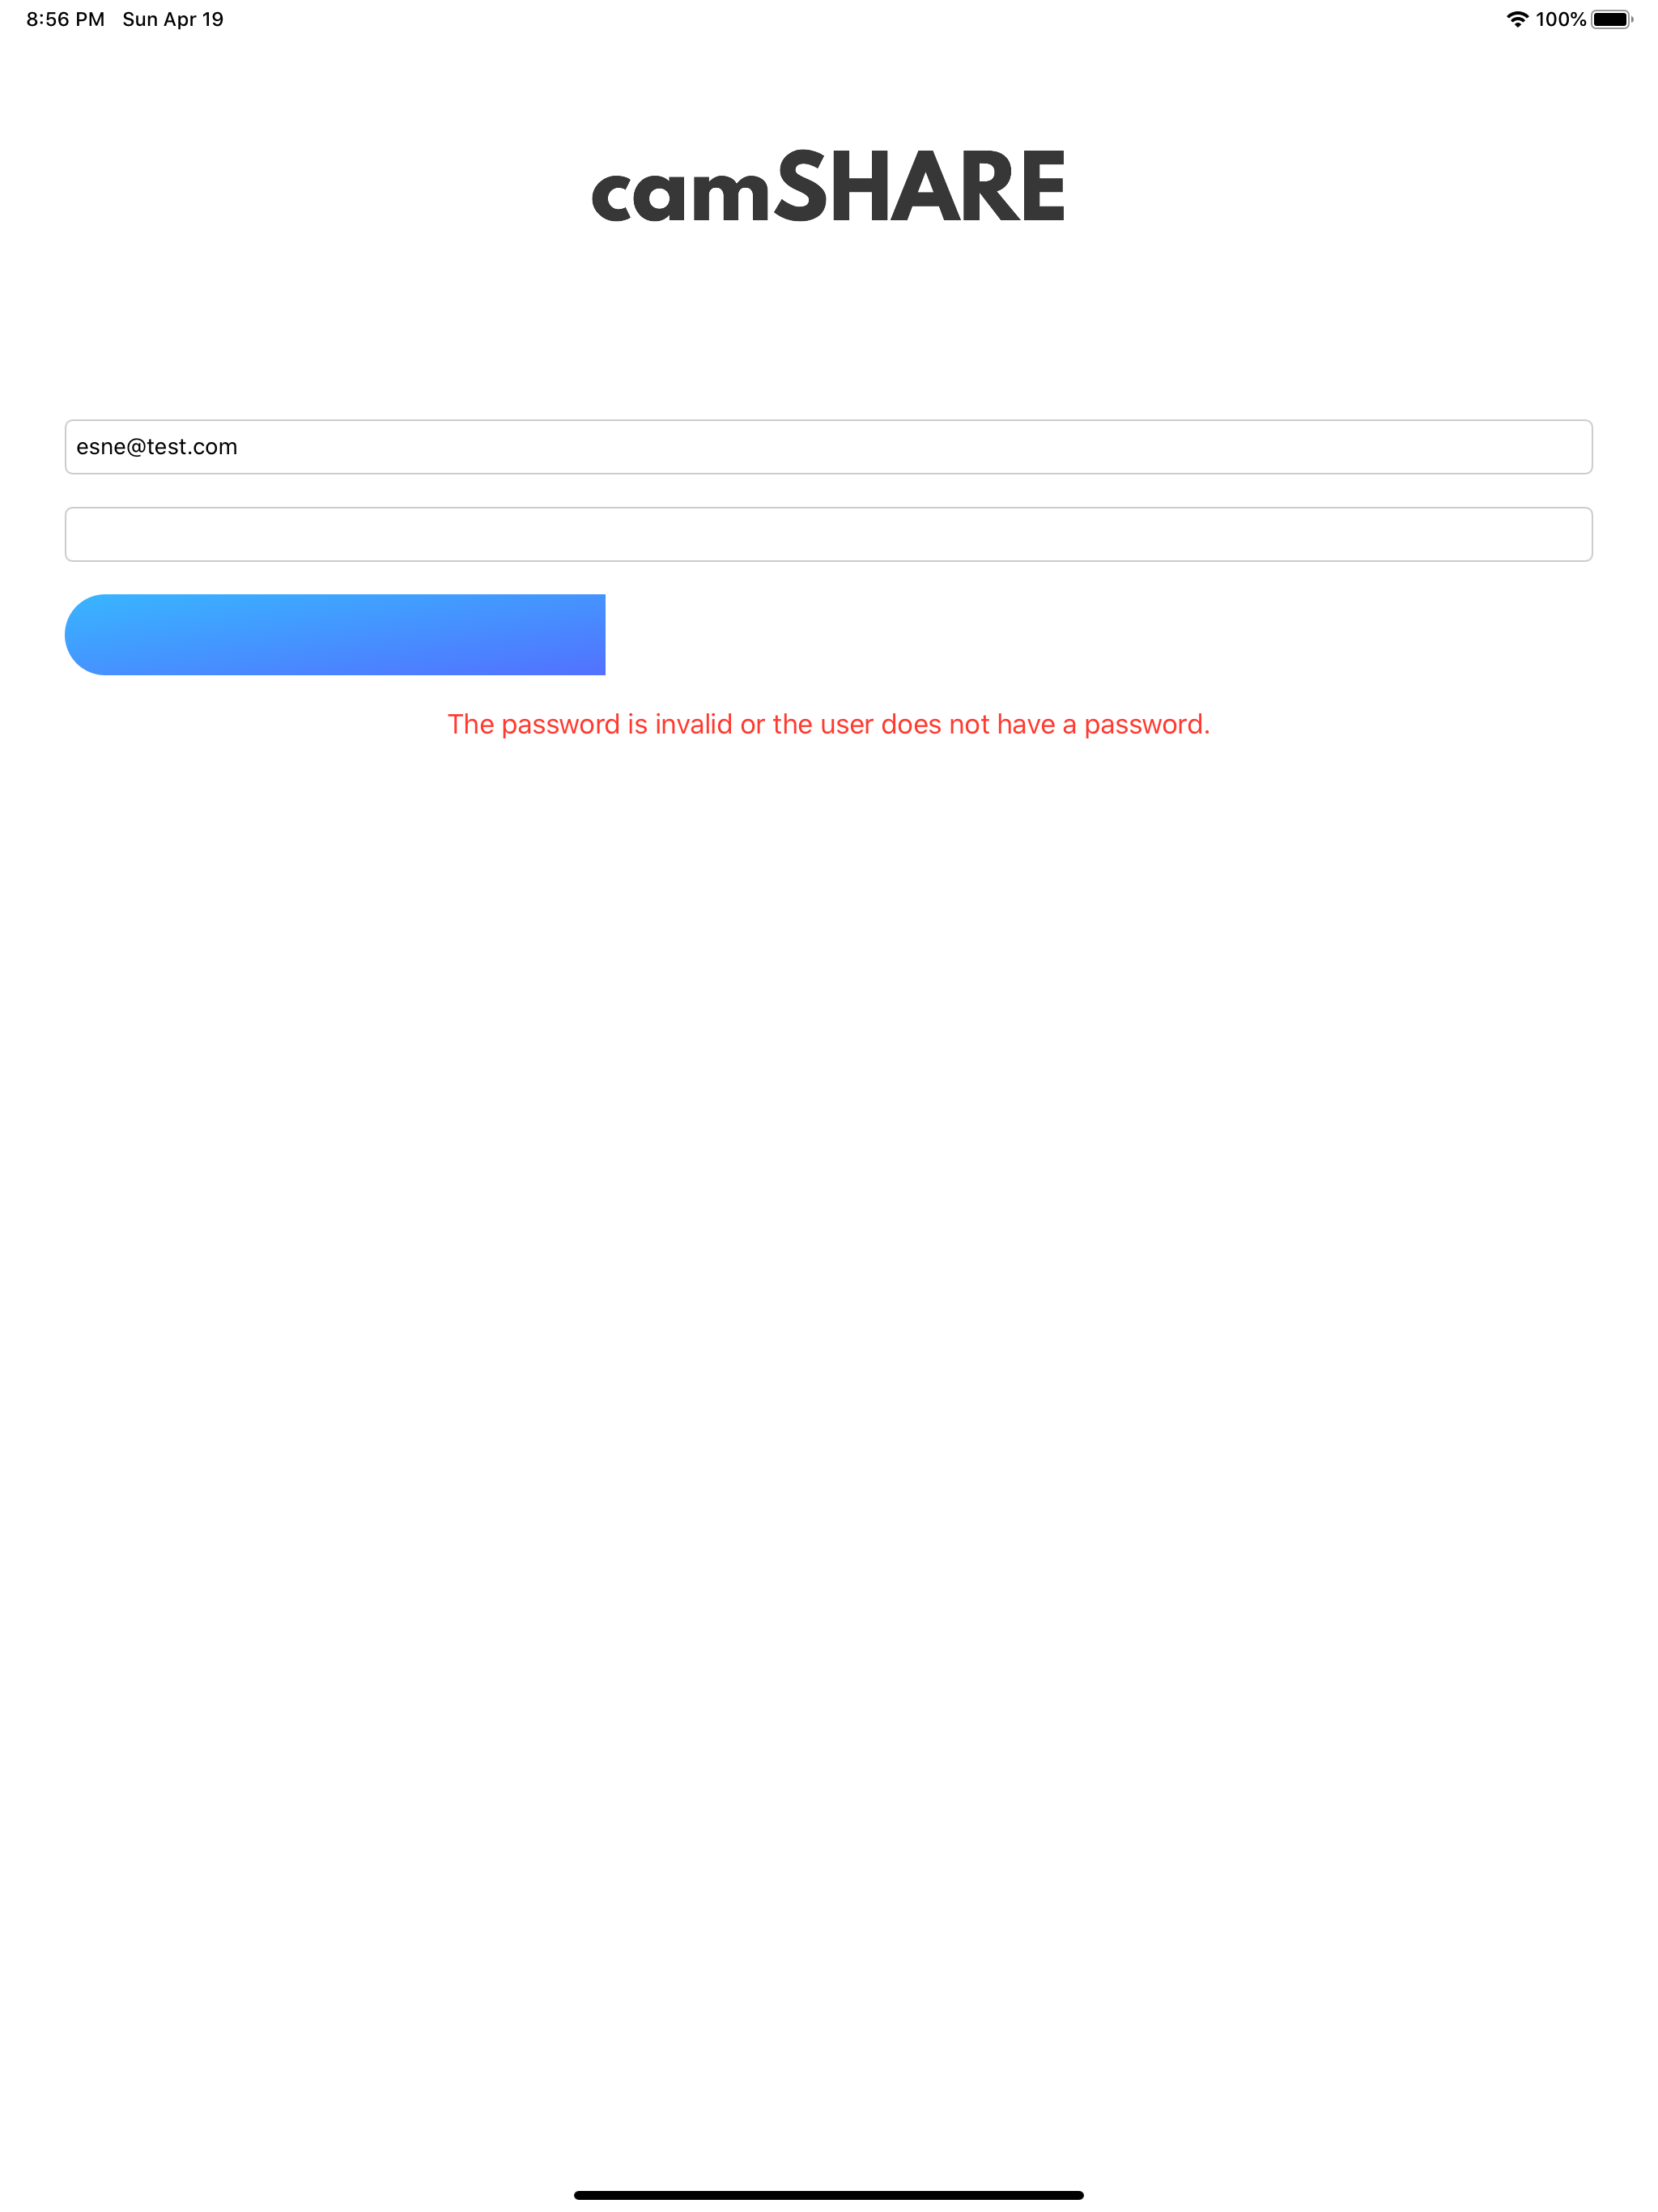 8:56 PM Sun Apr 19 100%
camSHARE
esne@test.com
The password is invalid or the user does not have a password.